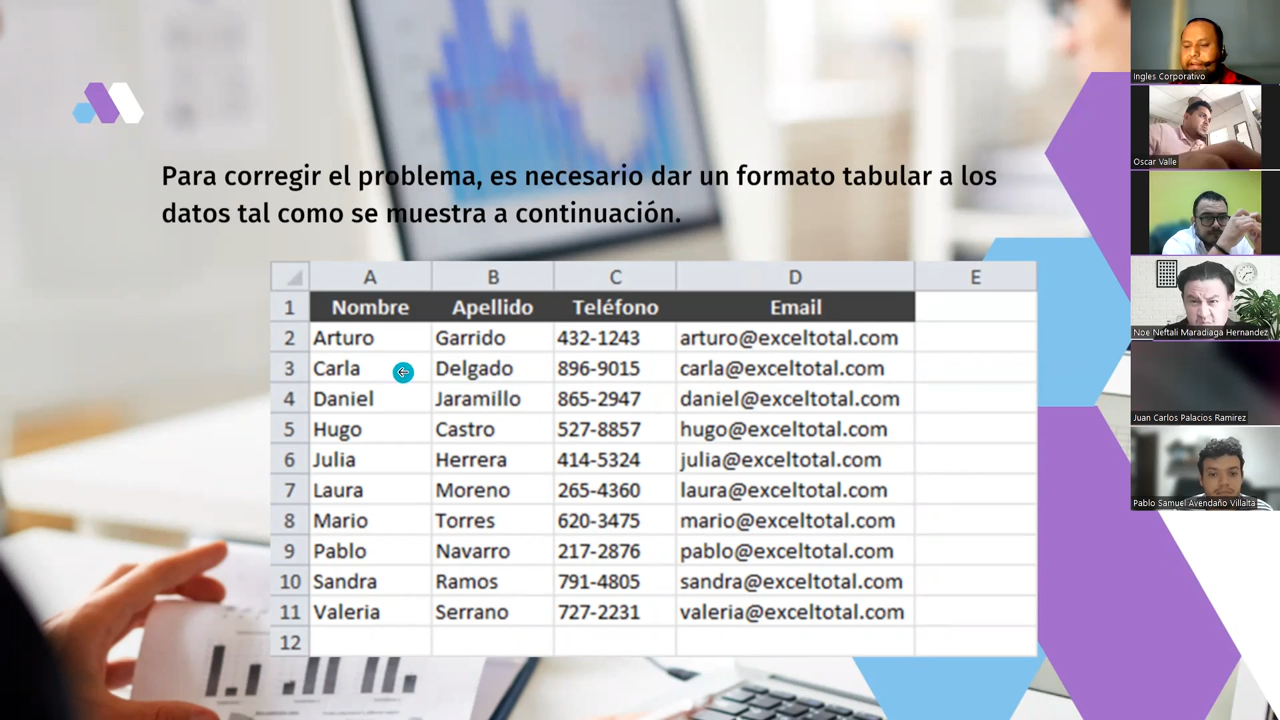 Para corregir el problema, es necesario dar un formato tabular a los
datos tal como se muestra a continuación.
A B C D E
1 Nombre Apellido Teléfono Email
2 Arturo Garrido 432-1243 arturo@exceltotal.com
3 Carla Delgado 896-9015 carla@exceltotal.com
4 Daniel Jaramillo 865-2947 daniel@exceltotal.com
5 Hugo Castro 527-8857 hugo@exceltotal.com
6 Julia Herrera 414-5324 julia@exceltotal.com
7 Laura Moreno 265-4360 laura@exceltotal.com
8 Mario Torres 620-3475 mario@exceltotal.com
9 Pablo Navarro 217-2876 pablo@exceltotal.com
10 Sandra Ramos 791-4805 sandra@exceltotal.com
11 Valeria Serrano 727-2231 valeria@exceltotal.com
12
Ingles Corporativo
Oscar Valle
Noe Neftali Maradiaga Hernandez
Juan Carlos Palacios Ramirez
Pablo Samuel Avendaño Villalta